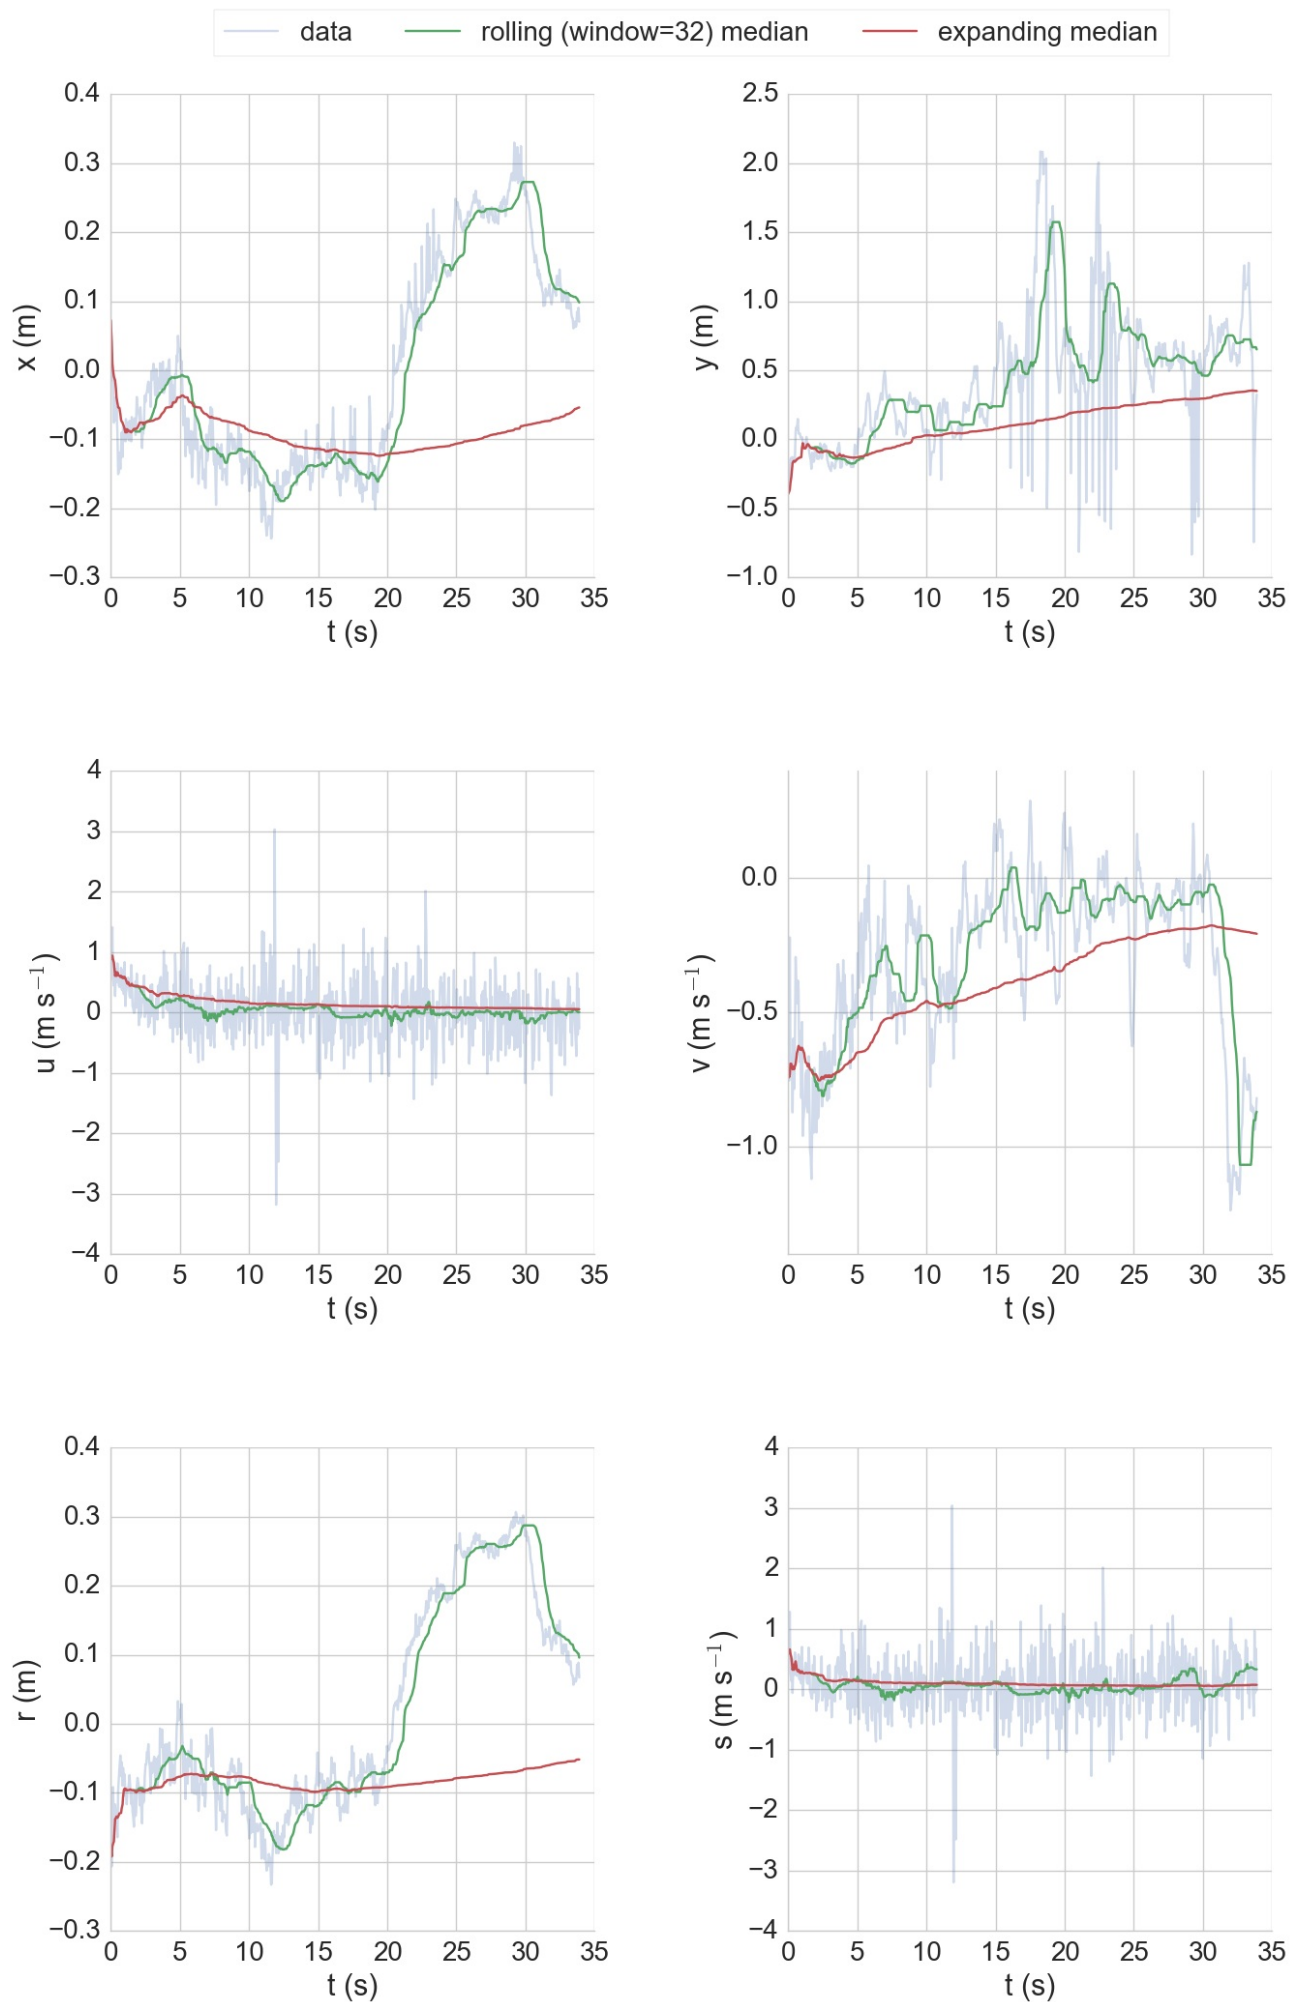 data rolling (window=32) median expanding median
0.4 2.5
0.3 2.0
0.2 1.5
0.1 1.0
x (m) y (m)
0.0 0.5
−0.1 0.0
−0.2 −0.5
−0.3 −1.0
0 5 10 15 20 25 30 35 0 5 10 15 20 25 30 35
t (s) t (s)
4
3
0.0
2
1
u (m s⁻¹) v (m s⁻¹)
0 −0.5
−1
−2 −1.0
−3
−4
0 5 10 15 20 25 30 35 0 5 10 15 20 25 30 35
t (s) t (s)
0.4 4
0.3 3
0.2 2
0.1 1
r (m) s (m s⁻¹)
0.0 0
−1
−0.1 −2
−0.2 −3
−0.3 −4
0 5 10 15 20 25 30 35 0 5 10 15 20 25 30 35
t (s) t (s)